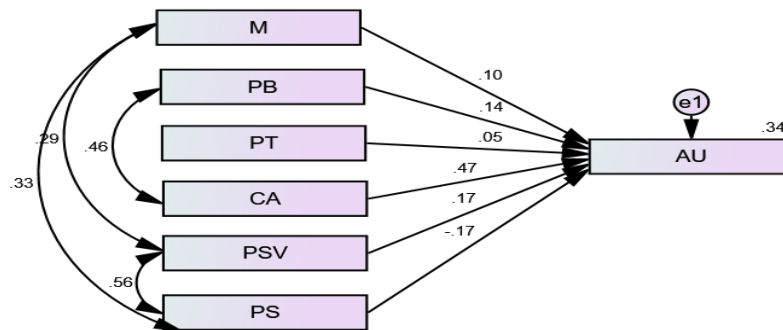 M
.10
PB
.14
e1
.29
.46
PT
.05
.34
AU
.33
CA
.47
.17
PSV
-.17
.56
PS